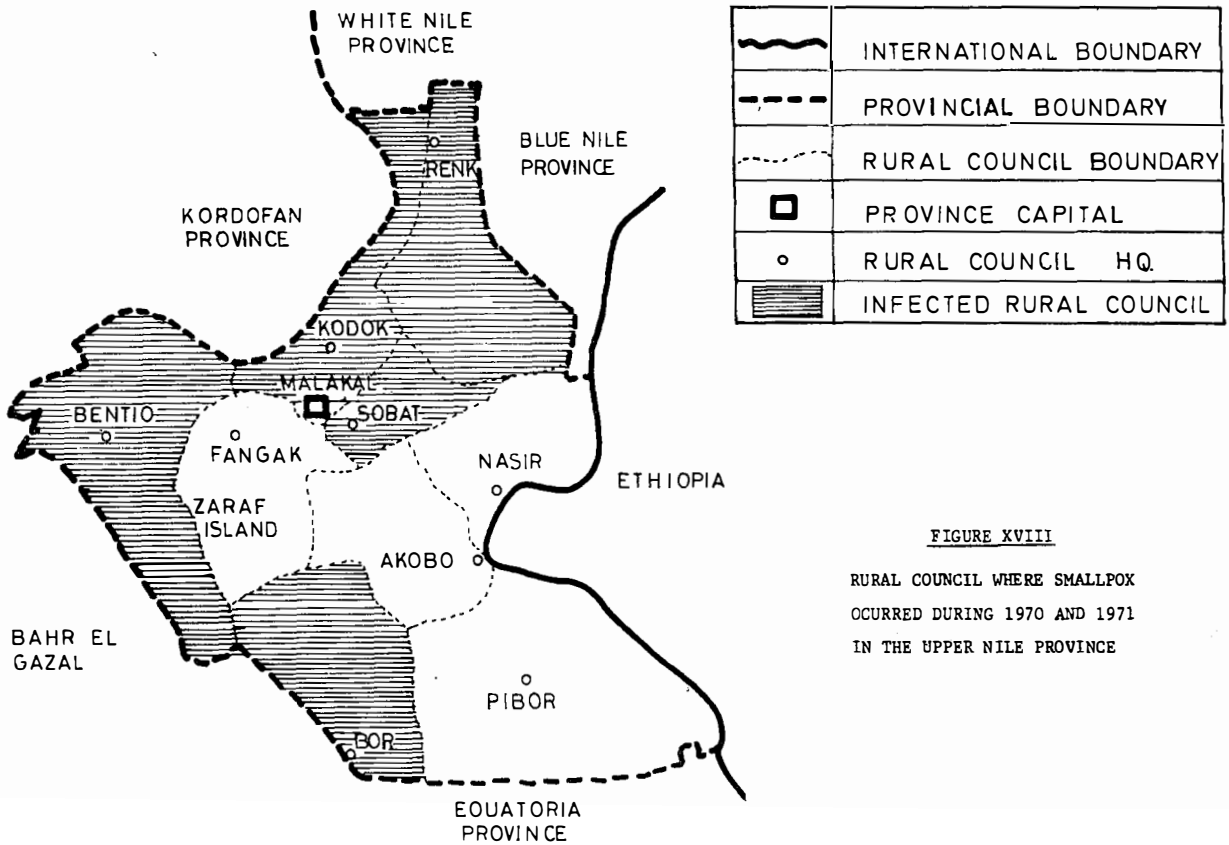 WHITE NILE
PROVINCE
BLUE NILE
PROVINCE
RENK
KORDOFAN
PROVINCE
KODOK
MALAKAL
SOBAT
BENTIO
FANGAK
NASIR
ETHIOPIA
ZARAF
ISLAND
AKOBO
BAHR EL
GAZAL
PIBOR
BOR
EQUATORIA
PROVINCE
INTERNATIONAL BOUNDARY
PROVINCIAL BOUNDARY
RURAL COUNCIL BOUNDARY
PROVINCE CAPITAL
RURAL COUNCIL HQ.
INFECTED RURAL COUNCIL
FIGURE XVIII
RURAL COUNCIL WHERE SMALLPOX
OCURRED DURING 1970 AND 1971
IN THE UPPER NILE PROVINCE